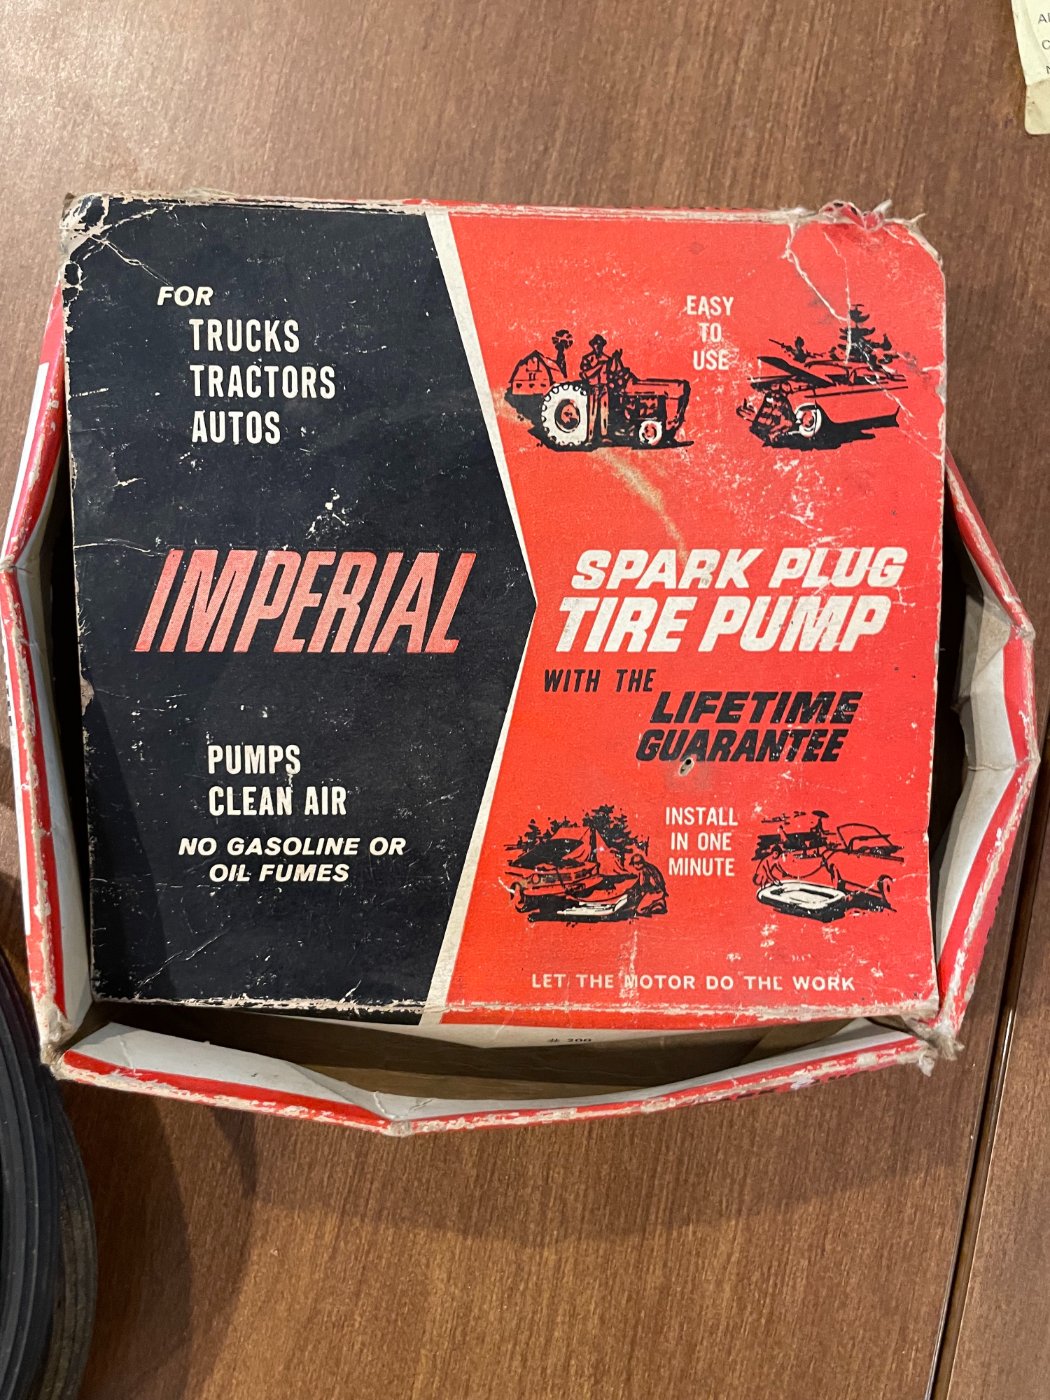 FOR
TRUCKS
TRACTORS
AUTOS
IMPERIAL
PUMPS
CLEAN AIR
NO GASOLINE OR
OIL FUMES
EASY
TO
USE
SPARK PLUG
TIRE PUMP
WITH THE
LIFETIME
GUARANTEE
INSTALL
IN ONE
MINUTE
LET THE MOTOR DO THE WORK
# 200